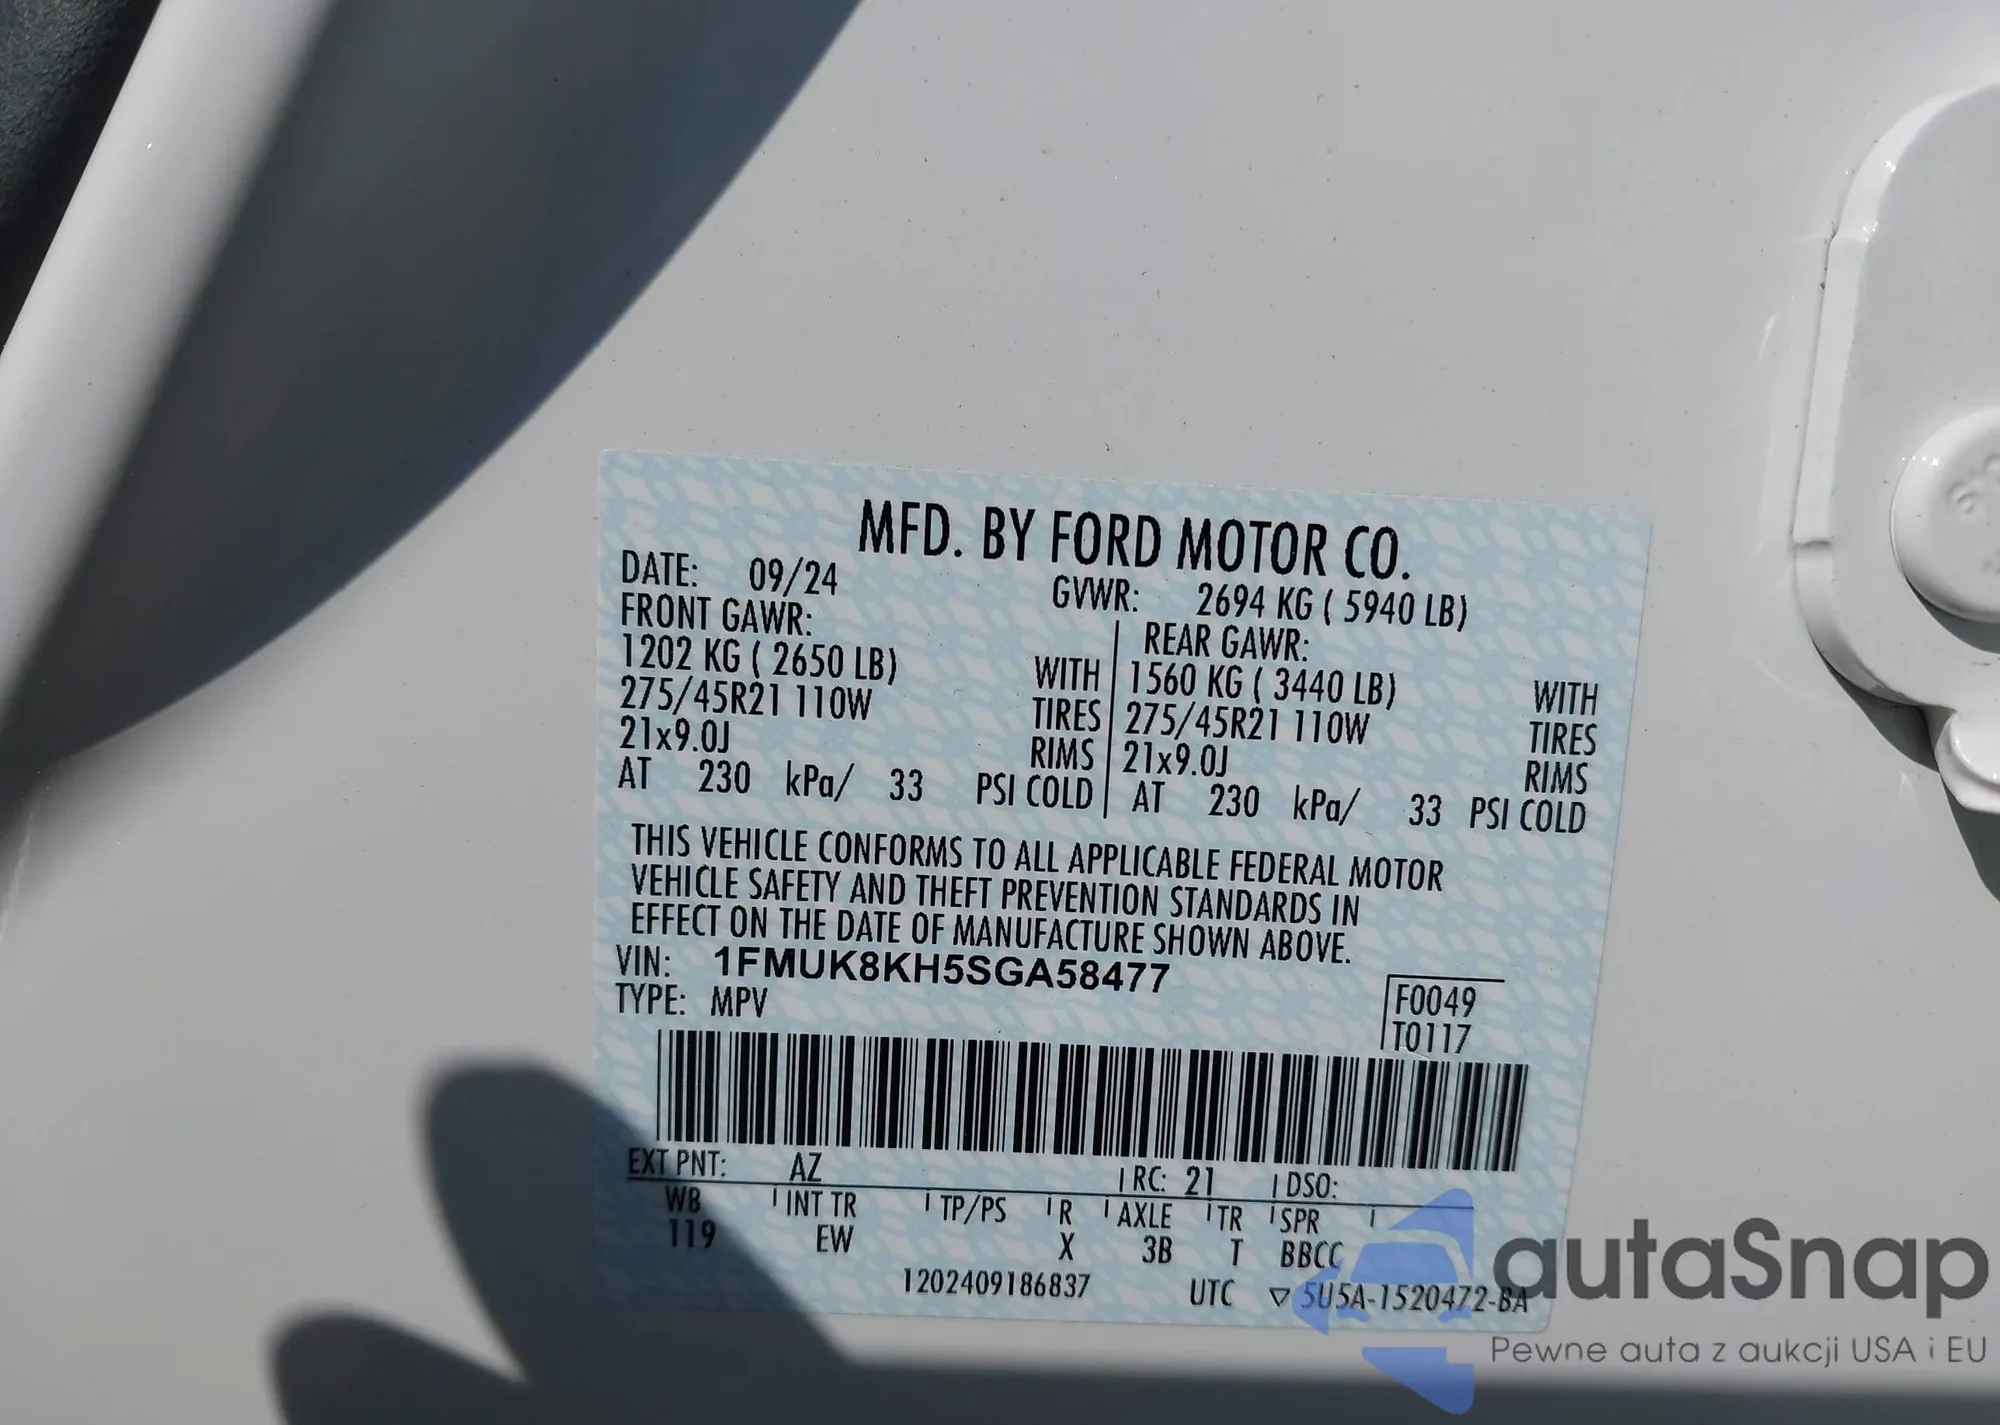 MFD. BY FORD MOTOR CO.
DATE: 09/24 GVWR: 2694 KG ( 5940 LB)
FRONT GAWR: REAR GAWR:
1202 KG ( 2650 LB) WITH 1560 KG ( 3440 LB) WITH
275/45R21 110W TIRES 275/45R21 110W TIRES
21x9.0J RIMS 21x9.0J RIMS
AT 230 kPa/ 33 PSI COLD AT 230 kPa/ 33 PSI COLD
THIS VEHICLE CONFORMS TO ALL APPLICABLE FEDERAL MOTOR
VEHICLE SAFETY AND THEFT PREVENTION STANDARDS IN
EFFECT ON THE DATE OF MANUFACTURE SHOWN ABOVE.
VIN: 1FMUK8KH5SGA58477
TYPE: MPV
F0049
T0117
EXT PNT: AZ RC: 21 DSO:
WB INT TR TP/PS R AXLE TR SPR
119 EW X 3B T BBCC
1202409186837 UTC ▽ 5U5A-1520472-BA
autaSnap
Pewne auta z aukcji USA i EU